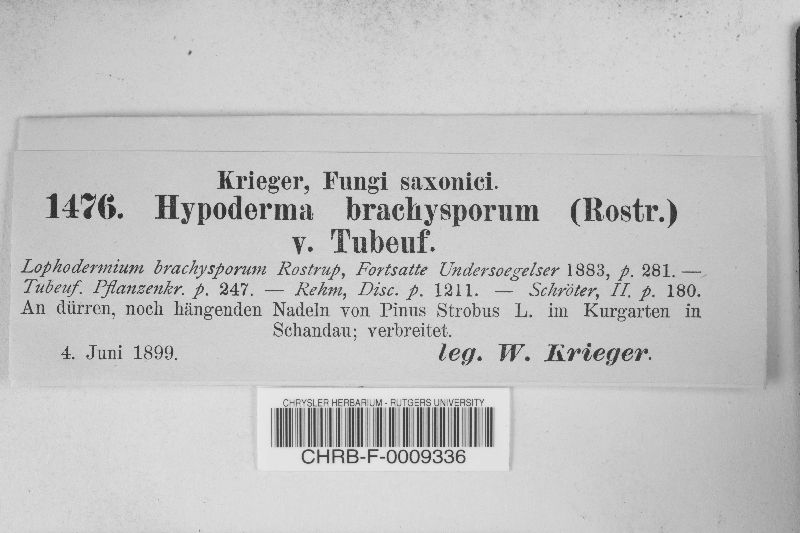 Krieger, Fungi saxonici.
1476. Hypoderma brachysporum (Rostr.)
v. Tubeuf.
Lophodermium brachysporum Rostrup, Fortsatte Undersoegelser 1883, p. 281. —
Tubeuf. Pflanzenkr. p. 247. — Rehm, Disc. p. 1211. — Schröter, II. p. 180.
An dürren, noch hängenden Nadeln von Pinus Strobus L. im Kurgarten in
Schandau; verbreitet.
4. Juni 1899. leg. W. Krieger.
CHRYSLER HERBARIUM - RUTGERS UNIVERSITY
CHRB-F-0009336